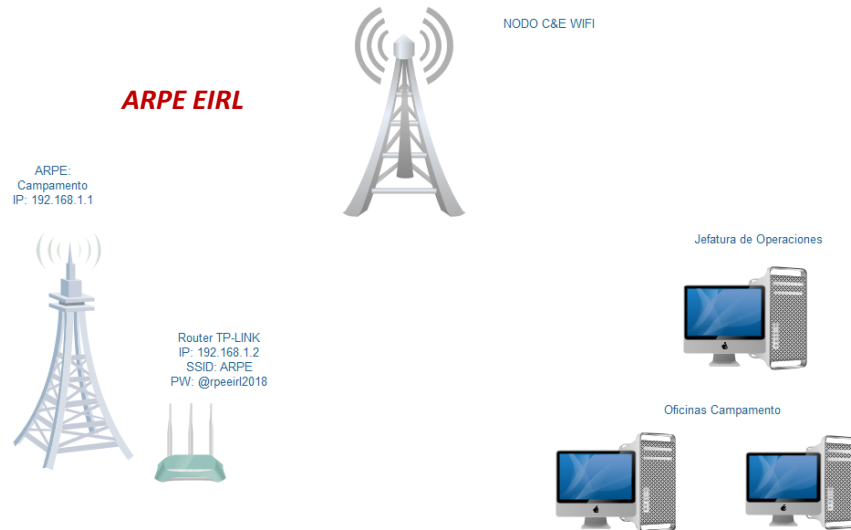 NODO C&E WIFI
ARPE EIRL
ARPE:
Campamento
IP: 192.168.1.1
Jefatura de Operaciones
Router TP-LINK
IP: 192.168.1.2
SSID: ARPE
PW: @rpeeirl2018
Oficinas Campamento